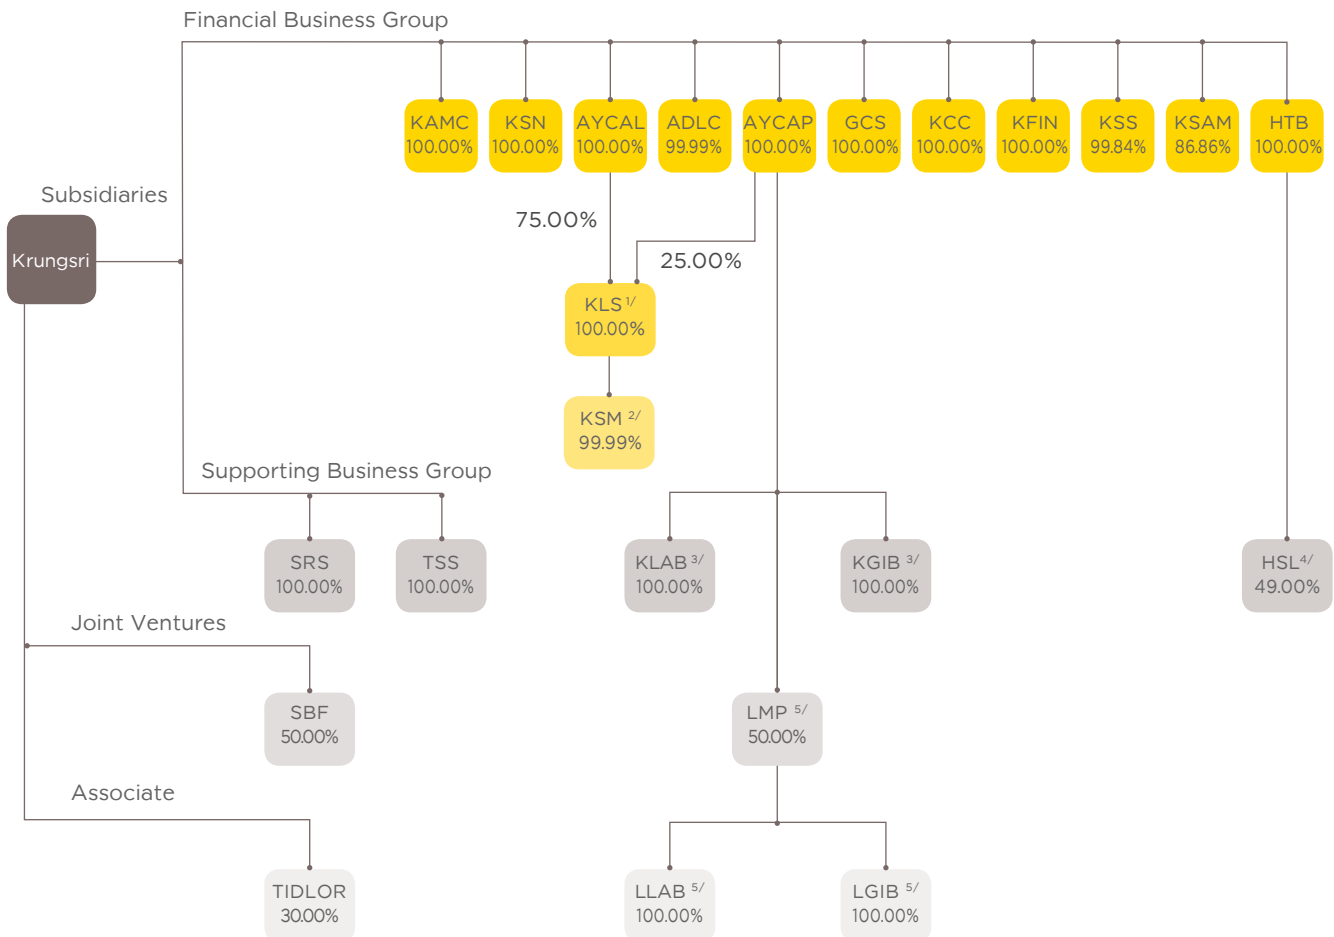 Financial Business Group
KAMC
100.00%
KSN
100.00%
AYCAL
100.00%
ADLC
99.99%
AYCAP
100.00%
GCS
100.00%
KCC
100.00%
KFIN
100.00%
KSS
99.84%
KSAM
86.86%
HTB
100.00%
Subsidiaries
Krungsri
75.00%
25.00%
KLS 1/
100.00%
KSM 2/
99.99%
Supporting Business Group
SRS
100.00%
TSS
100.00%
KLAB 3/
100.00%
KGIB 3/
100.00%
HSL4/
49.00%
Joint Ventures
SBF
50.00%
LMP 5/
50.00%
Associate
TIDLOR
30.00%
LLAB 5/
100.00%
LGIB 5/
100.00%